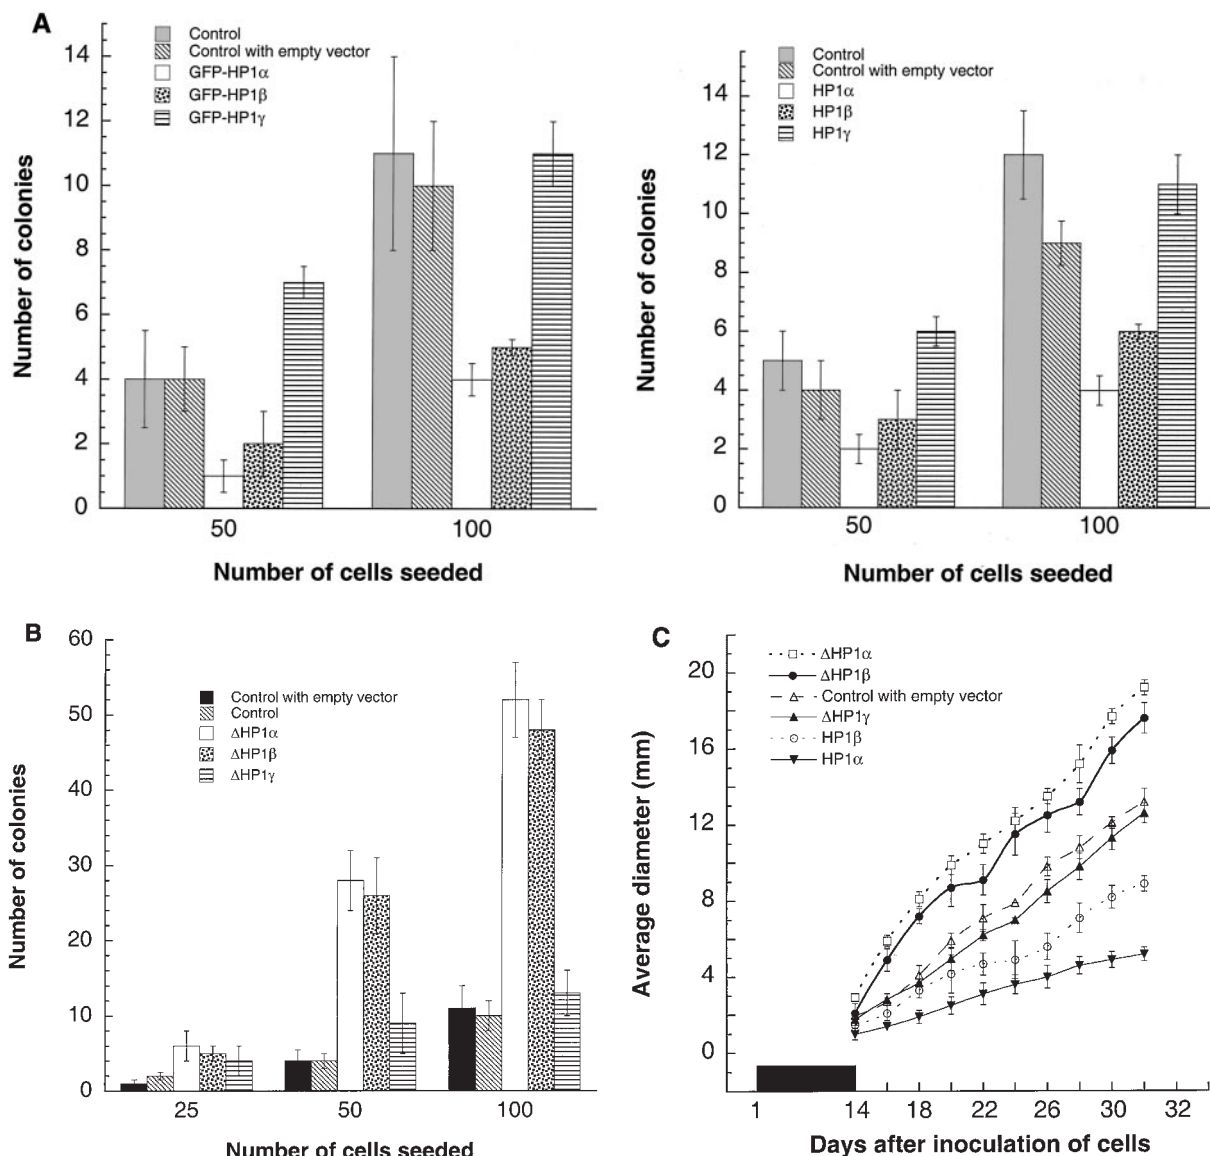 A
Control
Control with empty vector
GFP-HP1α
GFP-HP1β
GFP-HP1γ
14
12
10
8
6
4
2
0
Number of colonies
50
100
Number of cells seeded
Control
Control with empty vector
HP1α
HP1β
HP1γ
14
12
10
8
6
4
2
0
Number of colonies
50
100
Number of cells seeded
B
Control with empty vector
Control
ΔHP1α
ΔHP1β
ΔHP1γ
60
50
40
30
20
10
0
Number of colonies
25
50
100
Number of cells seeded
C
ΔHP1α
ΔHP1β
Control with empty vector
ΔHP1γ
HP1β
HP1α
20
16
12
8
4
0
Average diameter (mm)
1
14
18
22
26
30
32
Days after inoculation of cells